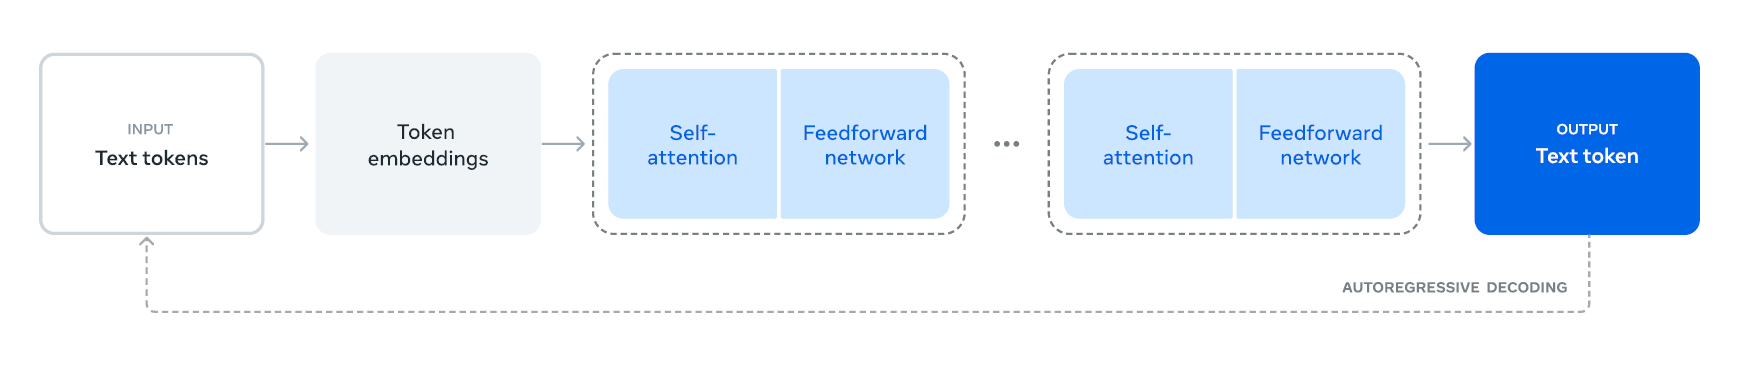 INPUT
Text tokens
Token
embeddings
Self-
attention
Feedforward
network
...
Self-
attention
Feedforward
network
OUTPUT
Text token
AUTOREGRESSIVE DECODING